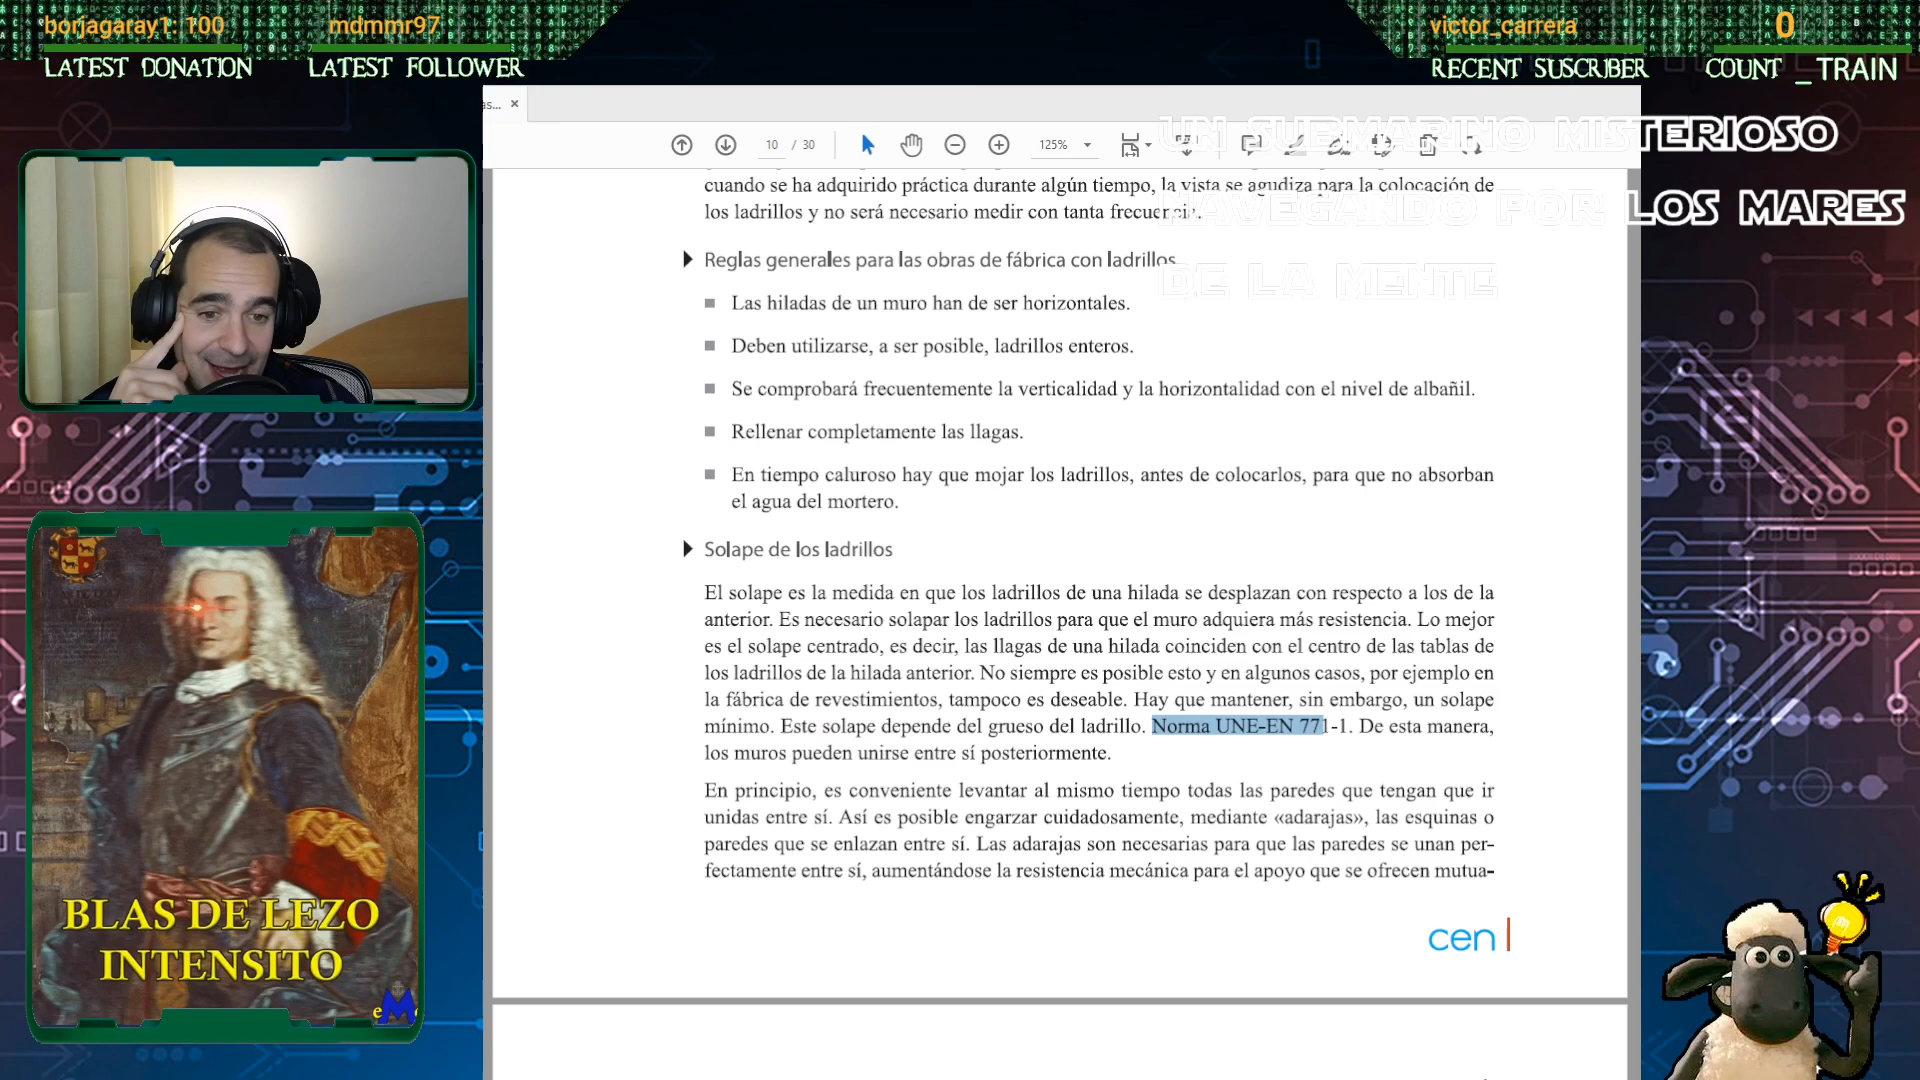 borjagaray1: 100
LATEST DONATION
mdmmr97
LATEST FOLLOWER
victor_carrera
RECENT SUSCRIBER
0
COUNT _TRAIN
UN SUBMARINO MISTERIOSO
NAVEGANDO POR LOS MARES
DE LA MENTE
as... ×
10 / 30
125%
cuando se ha adquirido práctica durante algún tiempo, la vista se agudiza para la colocación de
los ladrillos y no será necesario medir con tanta frecuencia.
Reglas generales para las obras de fábrica con ladrillos
Las hiladas de un muro han de ser horizontales.
Deben utilizarse, a ser posible, ladrillos enteros.
Se comprobará frecuentemente la verticalidad y la horizontalidad con el nivel de albañil.
Rellenar completamente las llagas.
En tiempo caluroso hay que mojar los ladrillos, antes de colocarlos, para que no absorban
el agua del mortero.
Solape de los ladrillos
El solape es la medida en que los ladrillos de una hilada se desplazan con respecto a los de la
anterior. Es necesario solapar los ladrillos para que el muro adquiera más resistencia. Lo mejor
es el solape centrado, es decir, las llagas de una hilada coinciden con el centro de las tablas de
los ladrillos de la hilada anterior. No siempre es posible esto y en algunos casos, por ejemplo en
la fábrica de revestimientos, tampoco es deseable. Hay que mantener, sin embargo, un solape
mínimo. Este solape depende del grueso del ladrillo. Norma UNE-EN 771-1. De esta manera,
los muros pueden unirse entre sí posteriormente.
En principio, es conveniente levantar al mismo tiempo todas las paredes que tengan que ir
unidas entre sí. Así es posible engarzar cuidadosamente, mediante «adarajas», las esquinas o
paredes que se enlazan entre sí. Las adarajas son necesarias para que las paredes se unan per-
fectamente entre sí, aumentándose la resistencia mecánica para el apoyo que se ofrecen mutua-
cen
BLAS DE LEZO
INTENSITO